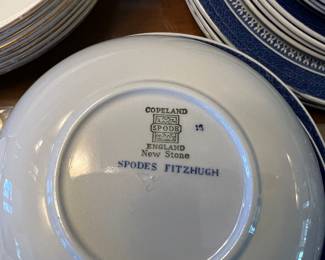 COPELAND
SPODE
ENGLAND
New Stone
SPODES FITZHUGH